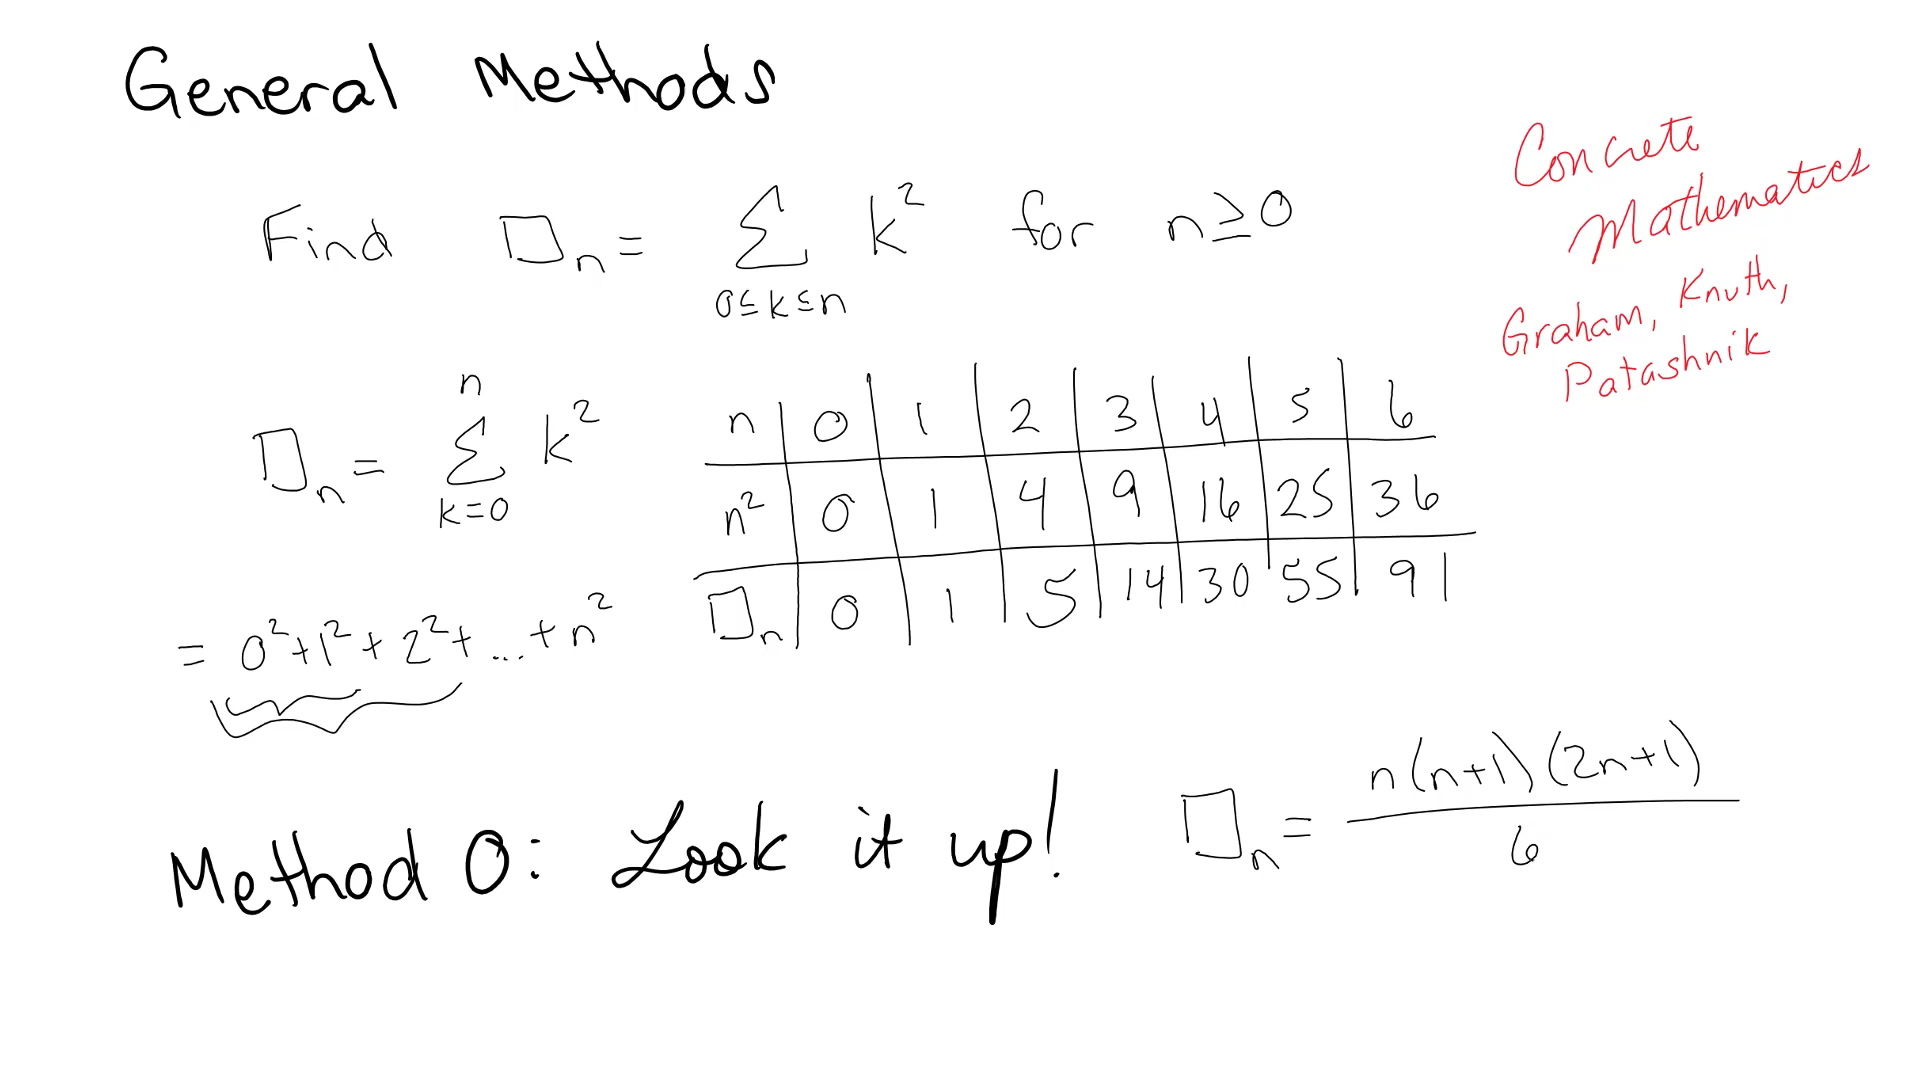 General Methods
Concrete
Mathematics
Graham, Knuth,
Patashnik
Find □ₙ = ∑ k² for n≥0
0≤k≤n
n
□ₙ = ∑ k²
k=0
n 0 1 2 3 4 5 6
n² 0 1 4 9 16 25 36
□ₙ 0 1 5 14 30 55 91
= 0²+1²+2²+...+n²
Method 0: Look it up!
□ₙ = n(n+1)(2n+1)
6